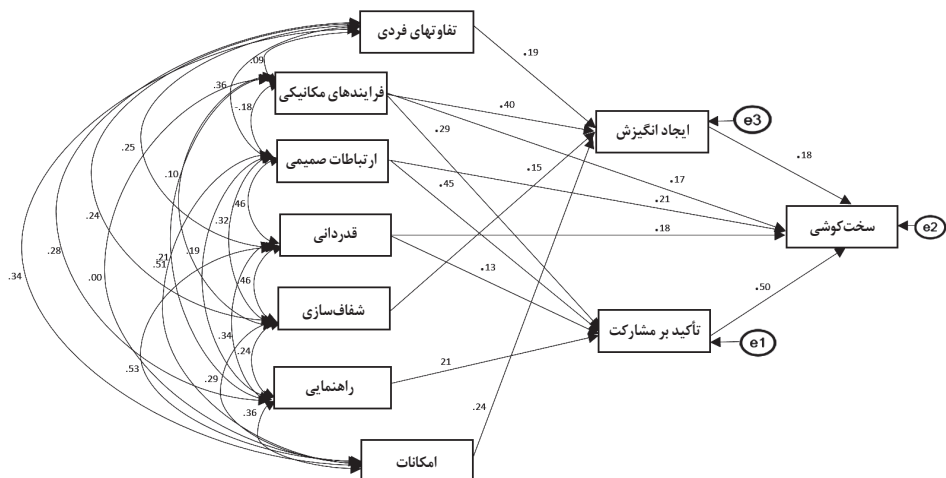 تفاوتهای فردی
فرایندهای مکانیکی
ارتباطات صمیمی
قدردانی
شفاف‌سازی
راهنمایی
امکانات
ایجاد انگیزش
تأکید بر مشارکت
سخت‌کوشی
e3
e2
e1
.19
.40
.29
.15
.45
.17
.21
.18
.13
21
.24
.18
.50
.09
.36
-.18
.25
.10
.24
.32
46
.21
.51
.19
.28
.00
.34
46
.34
.24
.53
.29
.36